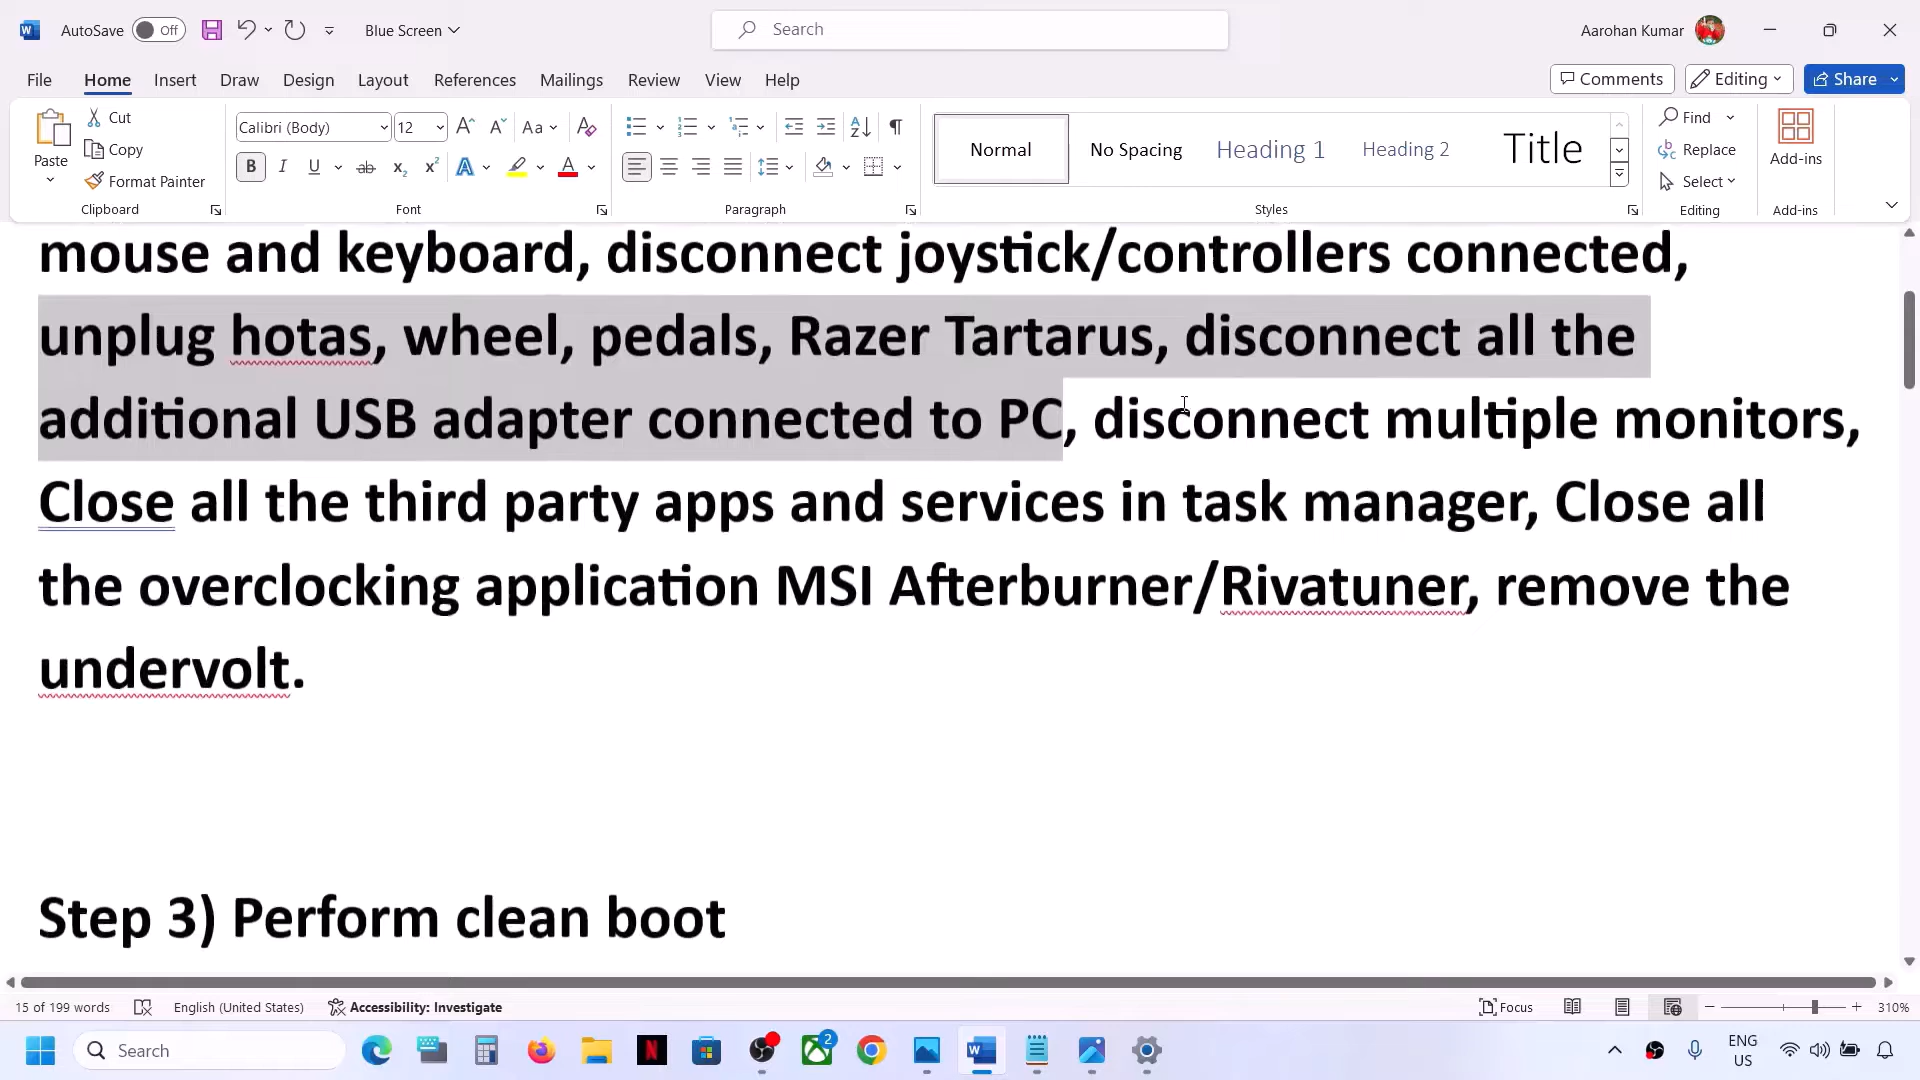 AutoSave Off Blue Screen Search Aarohan Kumar
File Home Insert Draw Design Layout References Mailings Review View Help Comments Editing Share
Paste Cut Copy Format Painter
Calibri (Body) 12 Aa
Normal No Spacing Heading 1 Heading 2 Title
Find Replace Select Add-ins
Clipboard Font Paragraph Styles Editing Add-ins
mouse and keyboard, disconnect joystick/controllers connected,
unplug hotas, wheel, pedals, Razer Tartarus, disconnect all the
additional USB adapter connected to PC, disconnect multiple monitors,
Close all the third party apps and services in task manager, Close all
the overclocking application MSI Afterburner/Rivatuner, remove the
undervolt.
Step 3) Perform clean boot
15 of 199 words English (United States) Accessibility: Investigate Focus 310%
Search 2 ENG
US